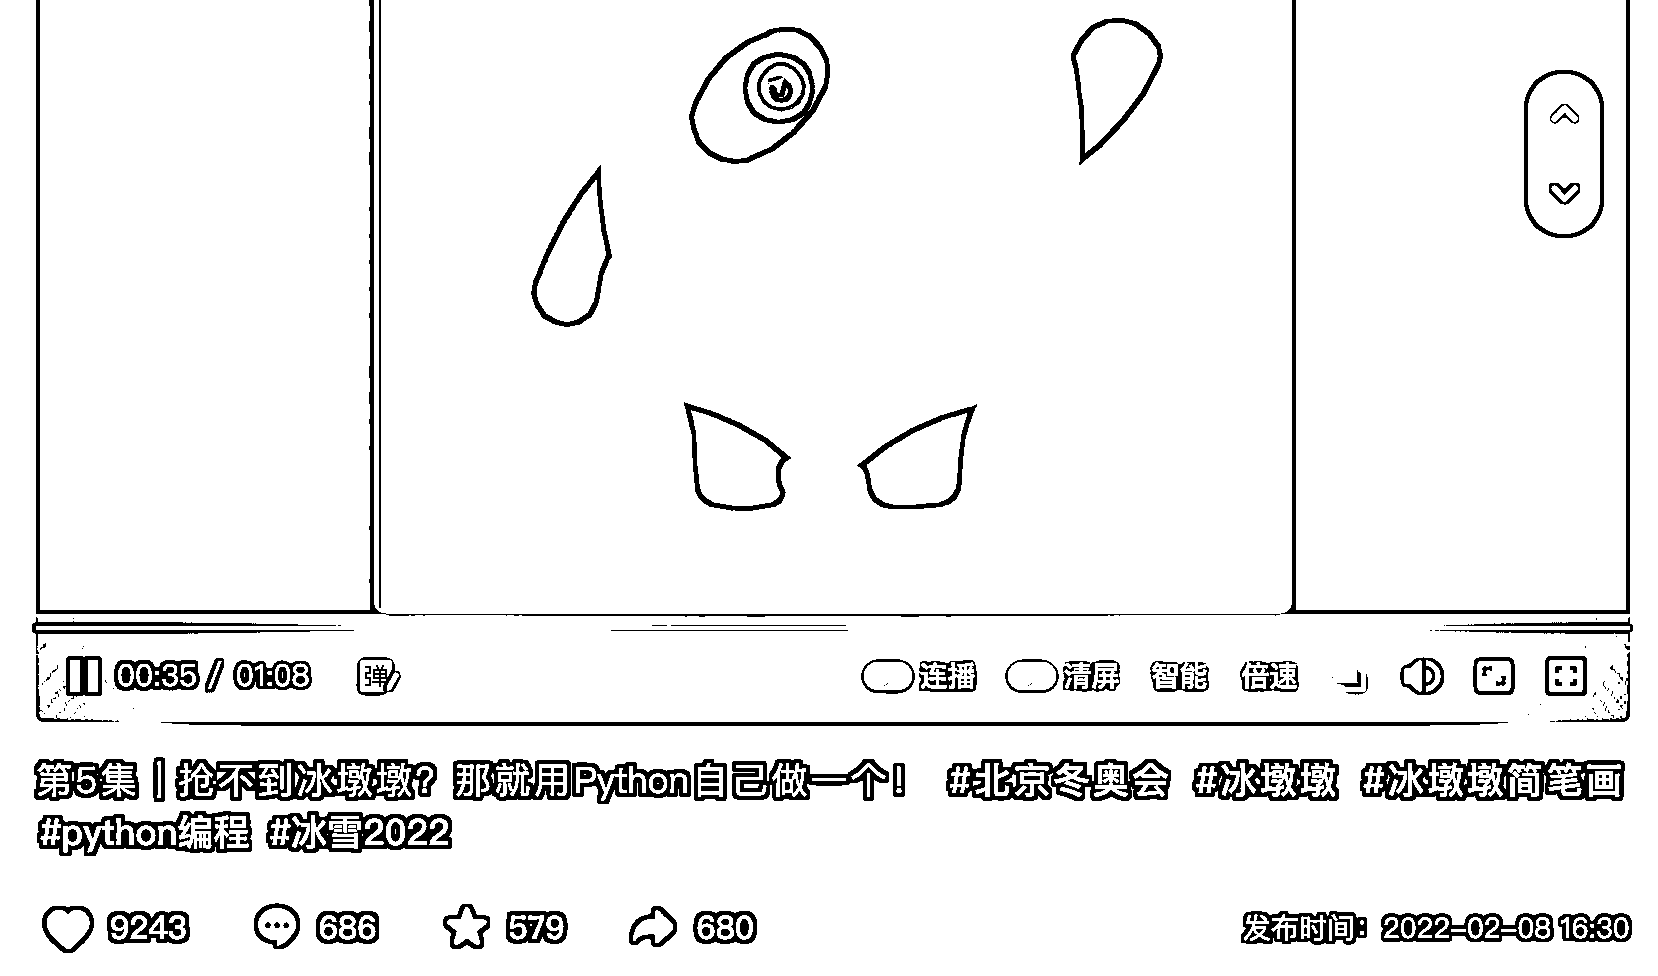 00:35 / 01:08 弹 连播 清屏 智能 倍速
第5集 | 抢不到冰墩墩？那就用Python自己做一个！ #北京冬奥会 #冰墩墩 #冰墩墩简笔画
#python编程 #冰雪2022
9243 686 579 680 发布时间：2022-02-08 16:30